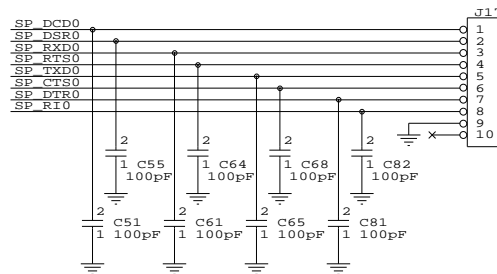 J17
SP_DCD0 1
SP_DSR0 2
SP_RXD0 3
SP_RTS0 4
SP_TXD0 5
SP_CTS0 6
SP_DTR0 7
SP_RI0 8
9
10
2 2 2 2
1 C55 1 C64 1 C68 1 C82
100pF 100pF 100pF 100pF
2 2 2 2
C51 C61 C65 C81
1 100pF 1 100pF 1 100pF 1 100pF